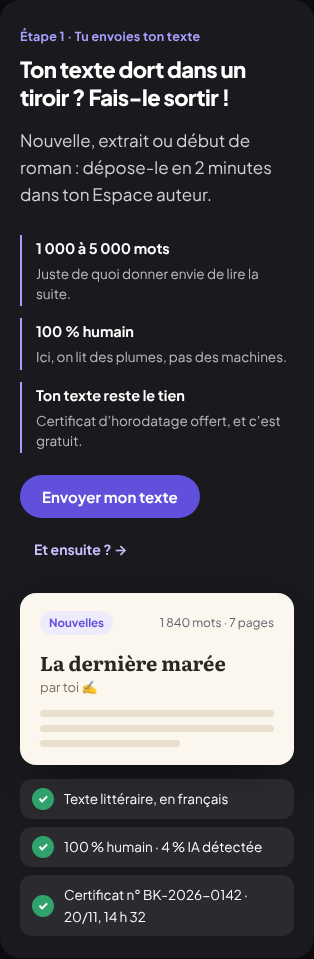 Étape 1 · Tu envoies ton texte
Ton texte dort dans un
tiroir ? Fais-le sortir !
Nouvelle, extrait ou début de
roman : dépose-le en 2 minutes
dans ton Espace auteur.
1 000 à 5 000 mots
Juste de quoi donner envie de lire la
suite.
100 % humain
Ici, on lit des plumes, pas des machines.
Ton texte reste le tien
Certificat d'horodatage offert, et c'est
gratuit.
Envoyer mon texte
Et ensuite ? →
Nouvelles
1 840 mots · 7 pages
La dernière marée
par toi ✍️
Texte littéraire, en français
100 % humain · 4 % IA détectée
Certificat n° BK-2026-0142 ·
20/11, 14 h 32